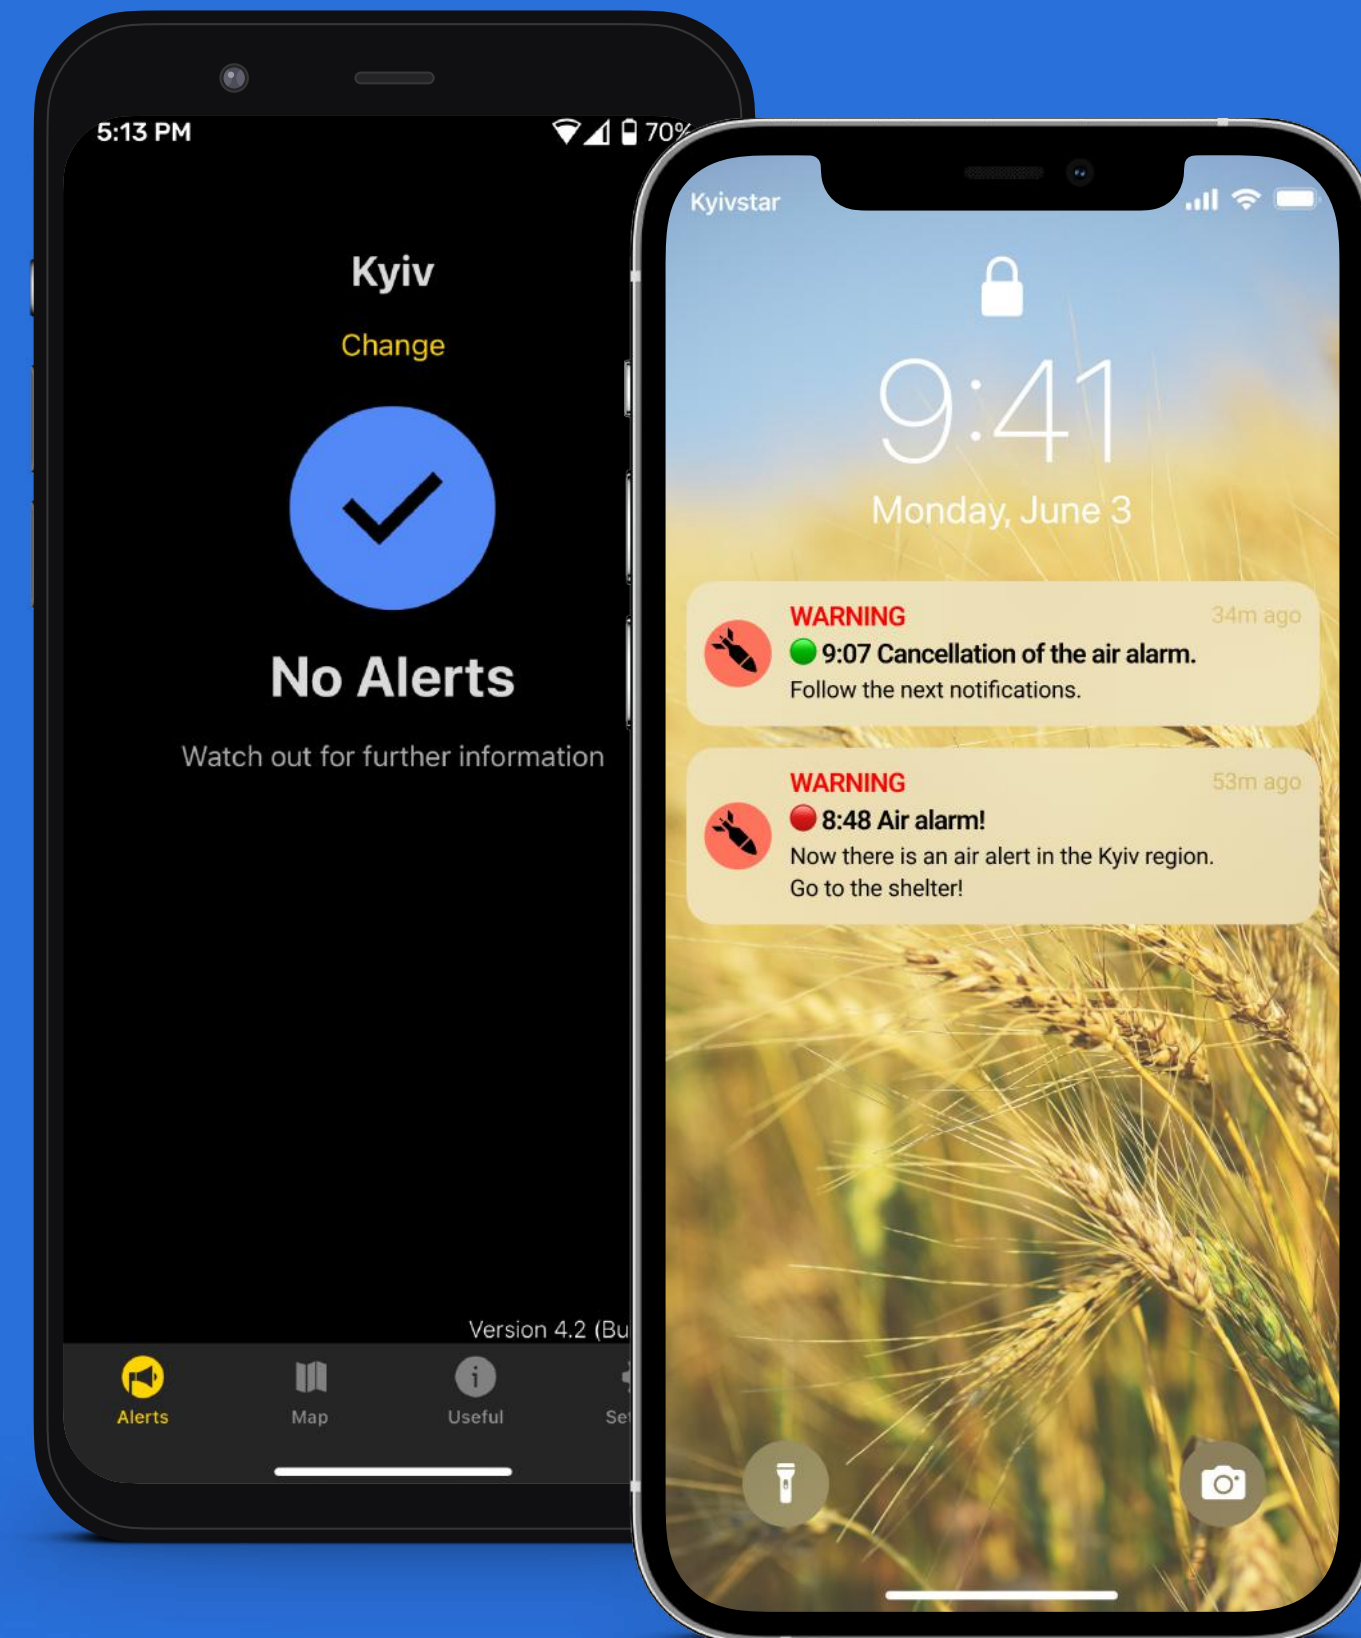 5:13 PM
70%
Kyiv
Change
No Alerts
Watch out for further information
Version 4.2
Alerts
Map
Useful
Kyivstar
9:41
Monday, June 3
WARNING
34m ago
9:07 Cancellation of the air alarm.
Follow the next notifications.
WARNING
53m ago
8:48 Air alarm!
Now there is an air alert in the Kyiv region.
Go to the shelter!